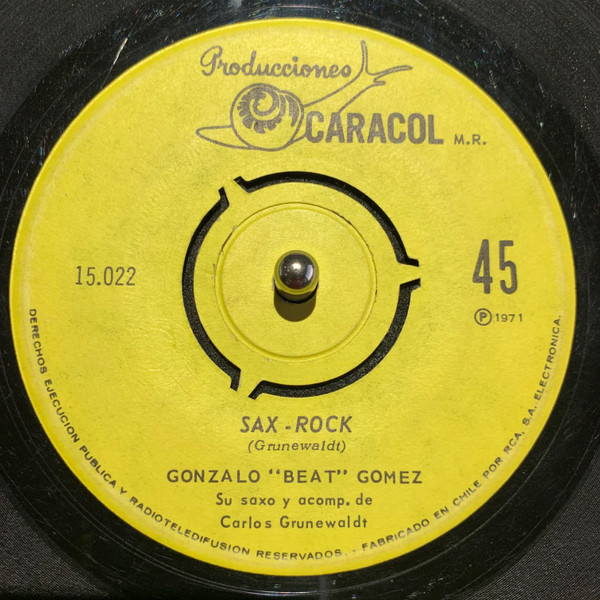 Producciones
CARACOL M.R.
15.022
45
Ⓟ1971
SAX-ROCK
(Grunewaldt)
GONZALO "BEAT" GOMEZ
Su saxo y acomp. de
Carlos Grunewaldt
DERECHOS EJECUCION PUBLICA Y RADIOTELEDIFUSION RESERVADOS. - FABRICADO EN CHILE POR RCA, S.A. ELECTRONICA.